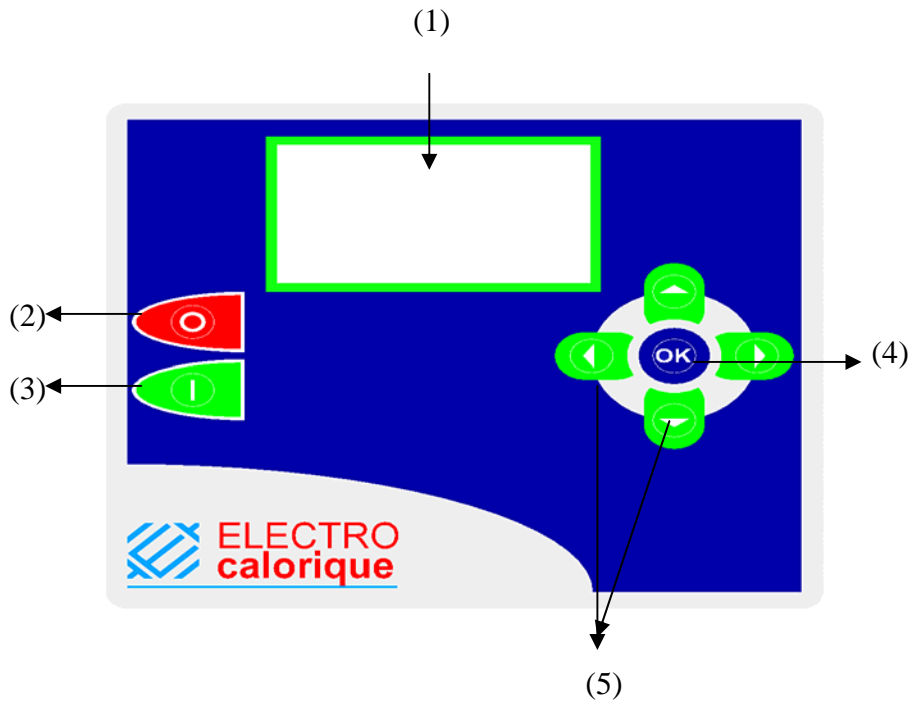 (1)
(2)
O
(3)
I
OK
(4)
ELECTRO
calorique
(5)